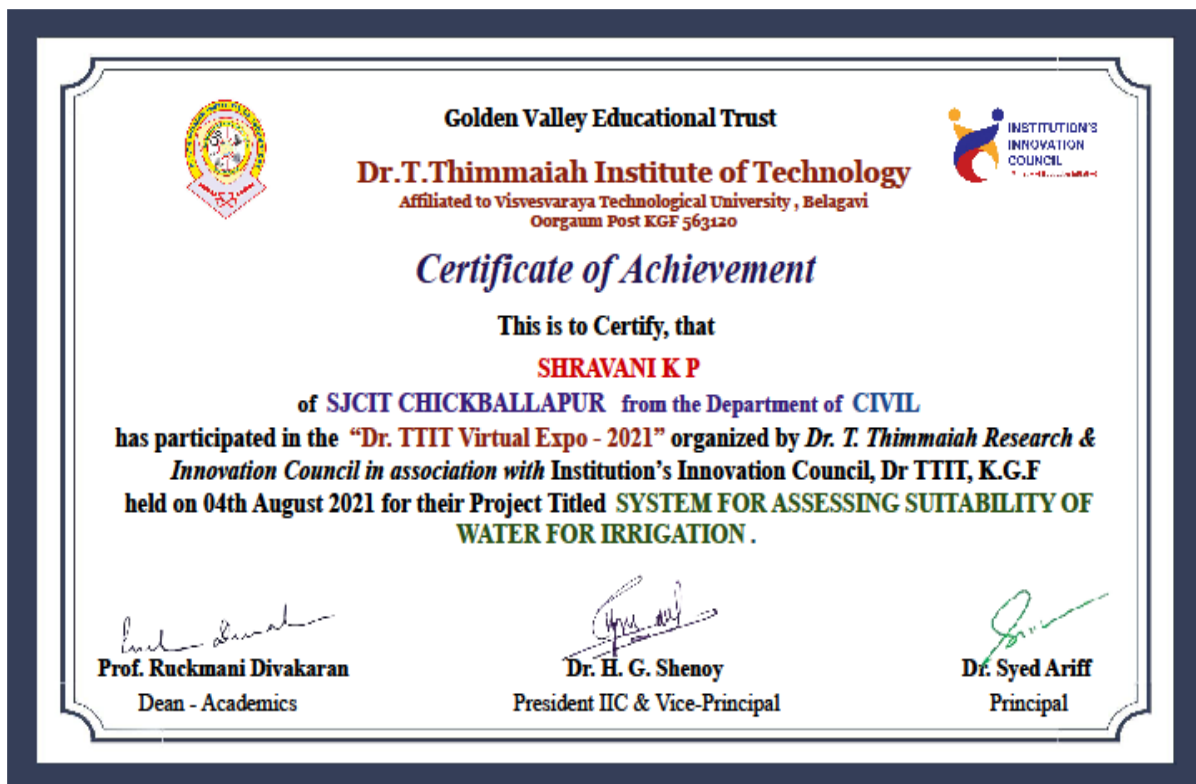 Golden Valley Educational Trust
INSTITUTION'S
INNOVATION
COUNCIL
Dr.T.Thimmaiah Institute of Technology
Affiliated to Visvesvaraya Technological University , Belagavi
Oorgaum Post KGF 563120
Certificate of Achievement
This is to Certify, that
SHRAVANI K P
of SJCIT CHICKBALLAPUR from the Department of CIVIL
has participated in the “Dr. TTIT Virtual Expo - 2021” organized by Dr. T. Thimmaiah Research &
Innovation Council in association with Institution’s Innovation Council, Dr TTIT, K.G.F
held on 04th August 2021 for their Project Titled SYSTEM FOR ASSESSING SUITABILITY OF
WATER FOR IRRIGATION .
Prof. Ruckmani Divakaran
Dean - Academics
Dr. H. G. Shenoy
President IIC & Vice-Principal
Dr. Syed Ariff
Principal